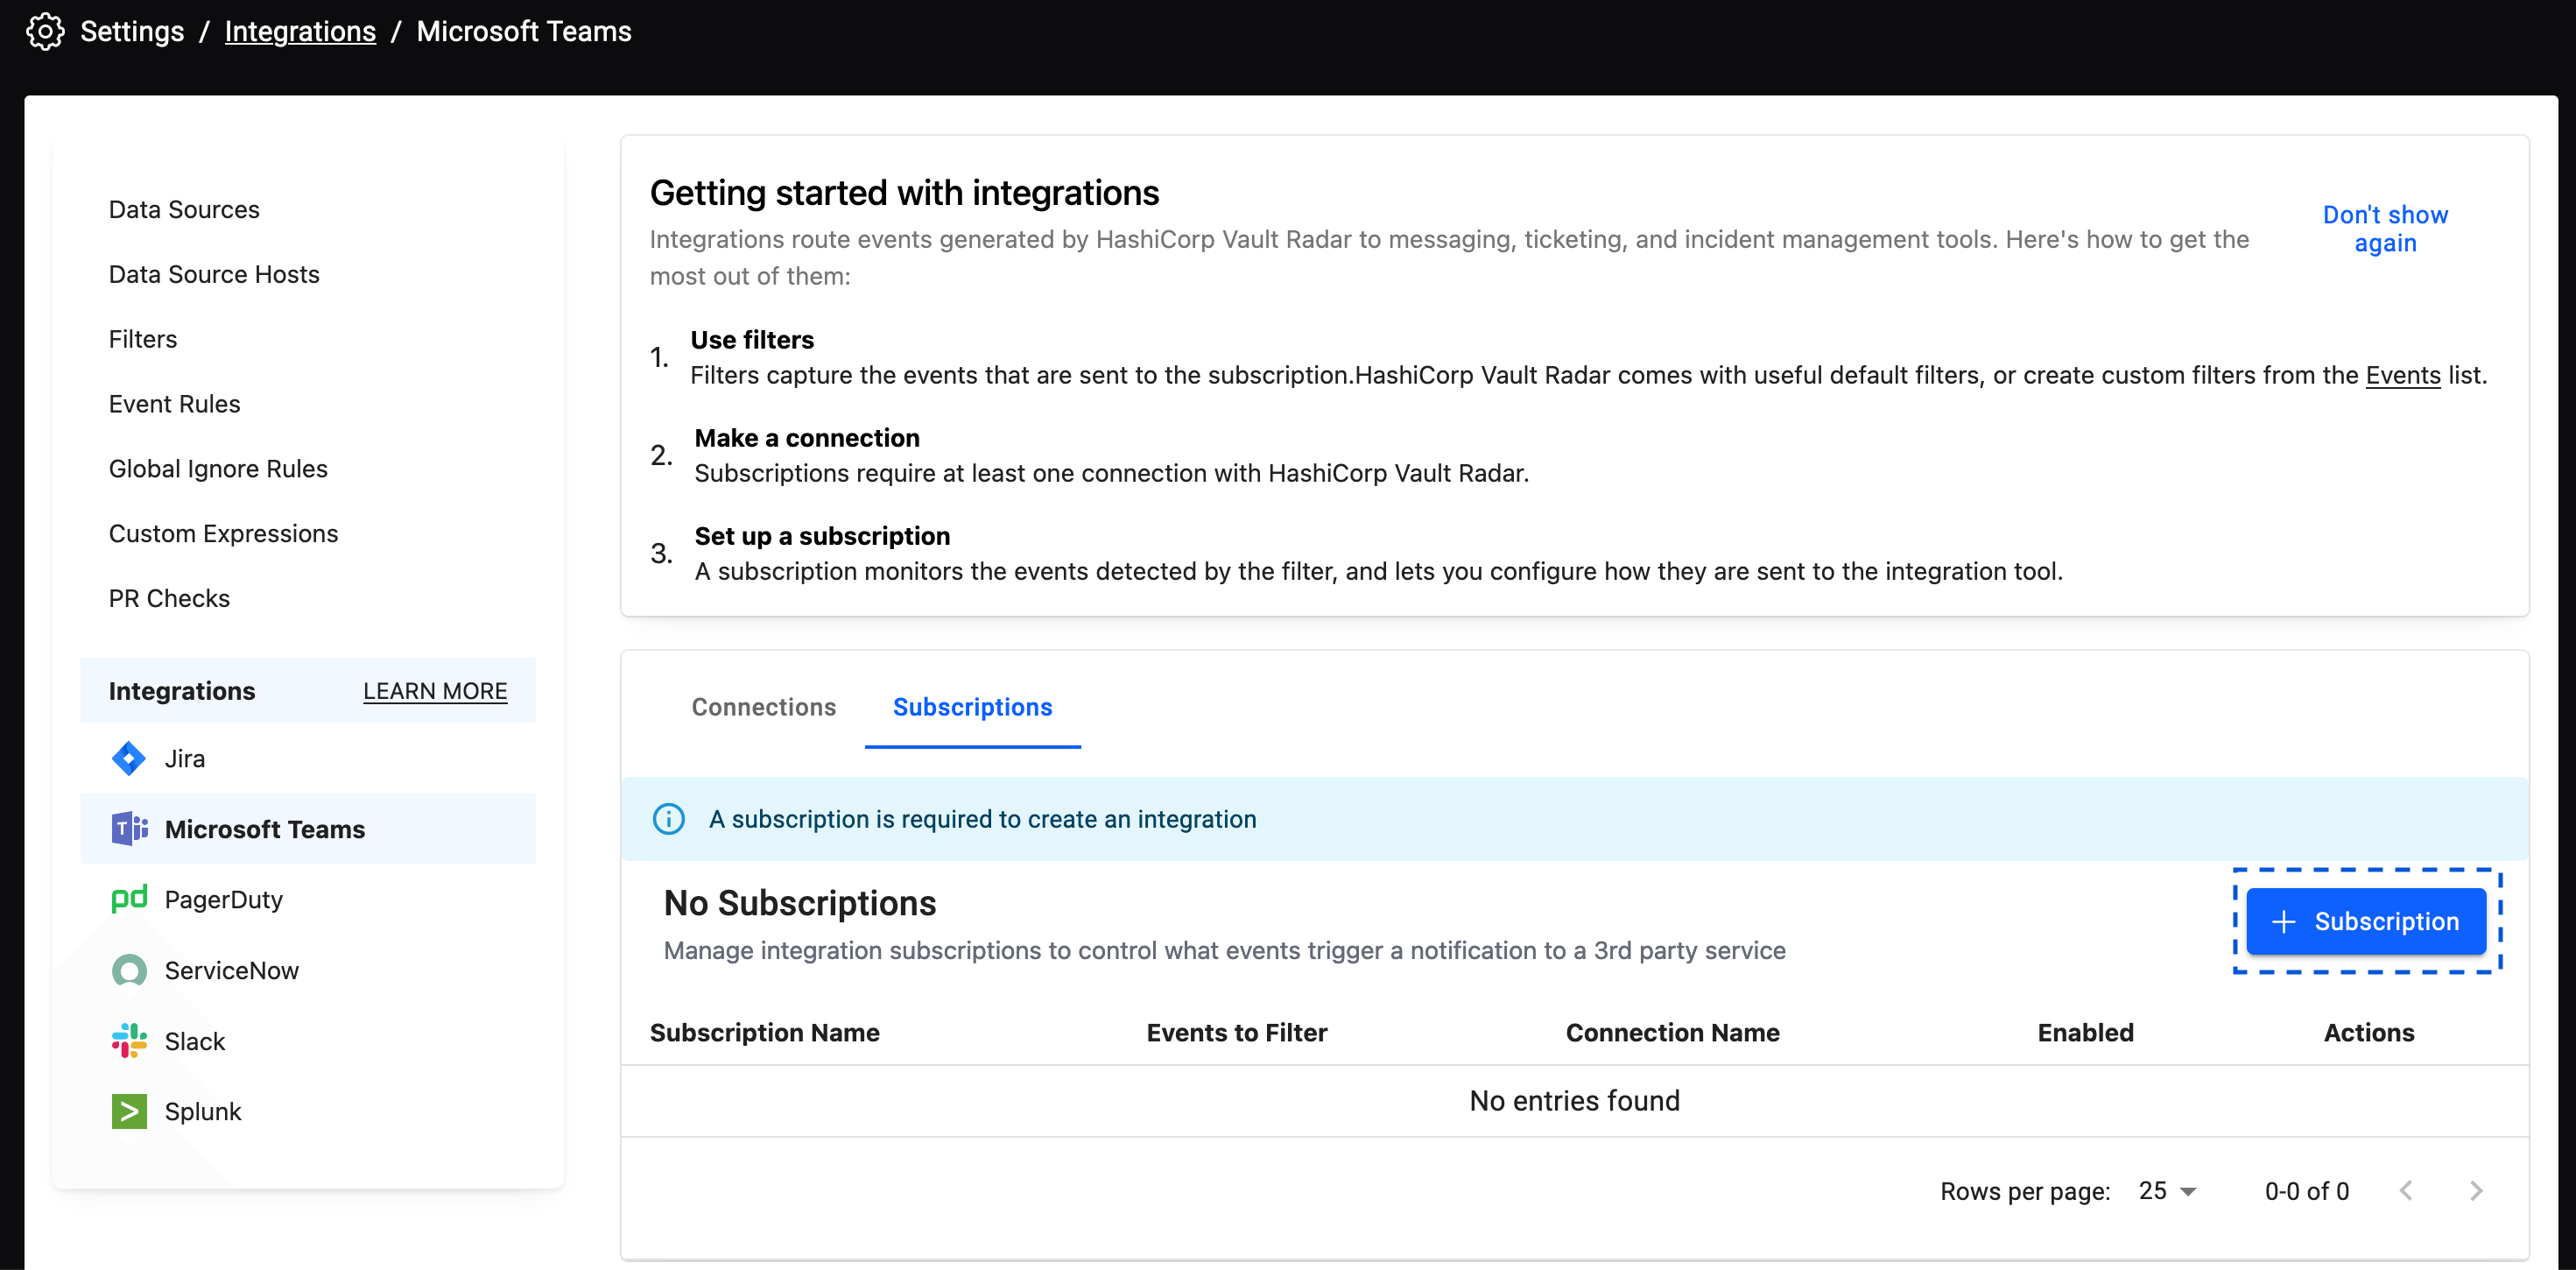 Settings / Integrations / Microsoft Teams
Data Sources
Data Source Hosts
Filters
Event Rules
Global Ignore Rules
Custom Expressions
PR Checks
Integrations LEARN MORE
Jira
Microsoft Teams
PagerDuty
ServiceNow
Slack
Splunk
Getting started with integrations
Don't show
again
Integrations route events generated by HashiCorp Vault Radar to messaging, ticketing, and incident management tools. Here's how to get the
most out of them:
1. Use filters
Filters capture the events that are sent to the subscription.HashiCorp Vault Radar comes with useful default filters, or create custom filters from the Events list.
2. Make a connection
Subscriptions require at least one connection with HashiCorp Vault Radar.
3. Set up a subscription
A subscription monitors the events detected by the filter, and lets you configure how they are sent to the integration tool.
Connections Subscriptions
A subscription is required to create an integration
No Subscriptions
Manage integration subscriptions to control what events trigger a notification to a 3rd party service
+ Subscription
Subscription Name Events to Filter Connection Name Enabled Actions
No entries found
Rows per page: 25 0-0 of 0